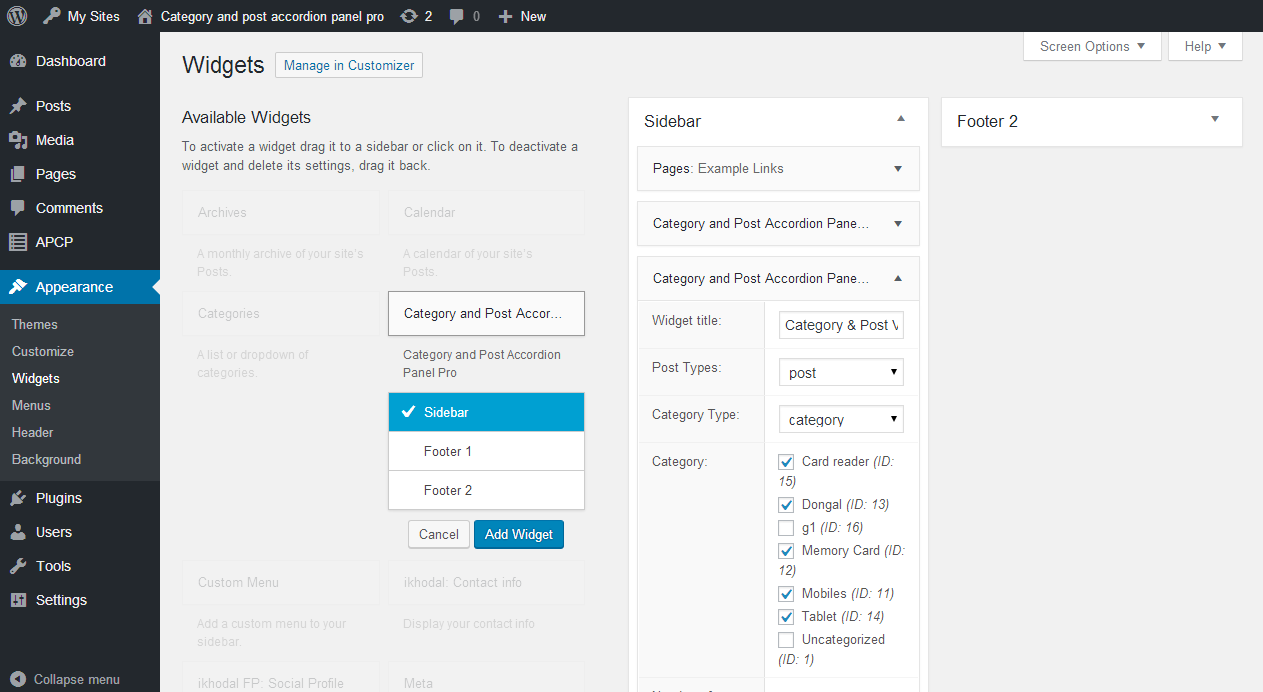 My Sites
Category and post accordion panel pro
2
0
New
Dashboard
Posts
Media
Pages
Comments
APCP
Appearance
Themes
Customize
Widgets
Menus
Header
Background
Plugins
Users
Tools
Settings
Collapse menu
Screen Options
Help
Widgets
Manage in Customizer
Available Widgets
To activate a widget drag it to a sidebar or click on it. To deactivate a
widget and delete its settings, drag it back.
Archives
Calendar
A monthly archive of your site's
Posts.
A calendar of your site's
Posts.
Categories
Category and Post Accor...
A list or dropdown of
categories.
Category and Post Accordion
Panel Pro
Sidebar
Footer 1
Footer 2
Cancel
Add Widget
Custom Menu
ikhodal: Contact info
Add a custom menu to your
sidebar.
Display your contact info
ikhodal FP: Social Profile
Meta
Sidebar
Pages: Example Links
Category and Post Accordion Pane...
Category and Post Accordion Pane...
Widget title:
Category & Post V
Post Types:
post
Category Type:
category
Category:
Card reader (ID:
15)
Dongal (ID: 13)
g1 (ID: 16)
Memory Card (ID:
12)
Mobiles (ID: 11)
Tablet (ID: 14)
Uncategorized
(ID: 1)
Footer 2